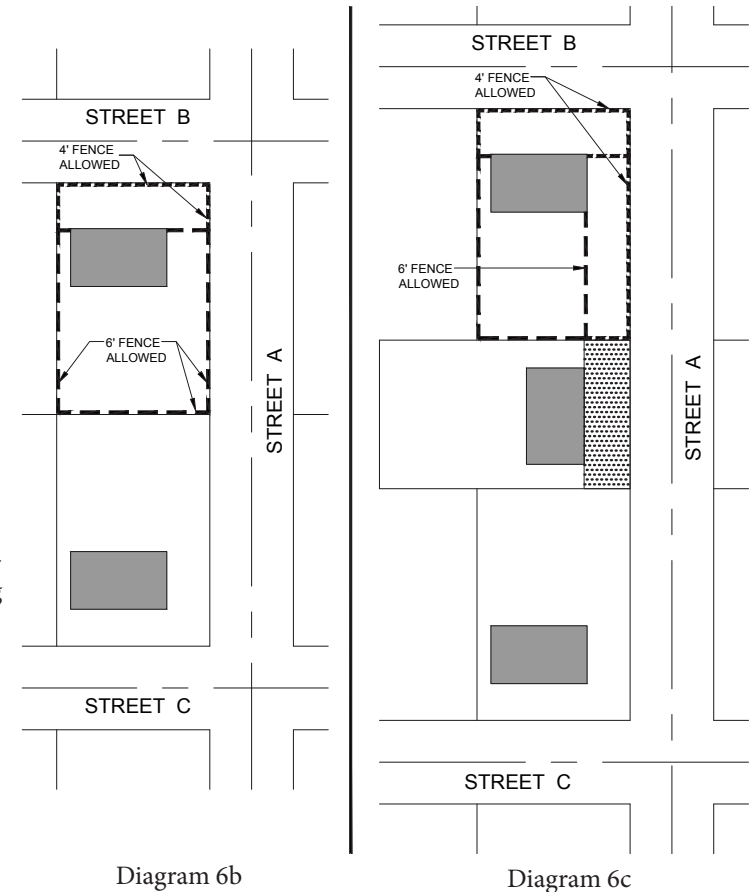 STREET B
4' FENCE
ALLOWED
6' FENCE
ALLOWED
STREET A
STREET C
Diagram 6b
STREET B
4' FENCE
ALLOWED
6' FENCE
ALLOWED
STREET A
STREET C
Diagram 6c